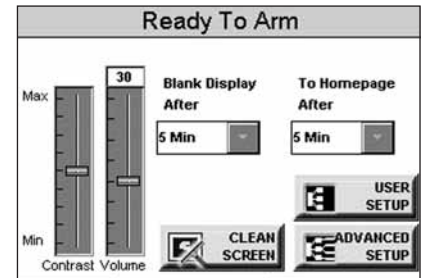 Ready To Arm
30
Max
Min
Contrast Volume
Blank Display
After
5 Min
To Homepage
After
5 Min
USER
SETUP
CLEAN
SCREEN
ADVANCED
SETUP